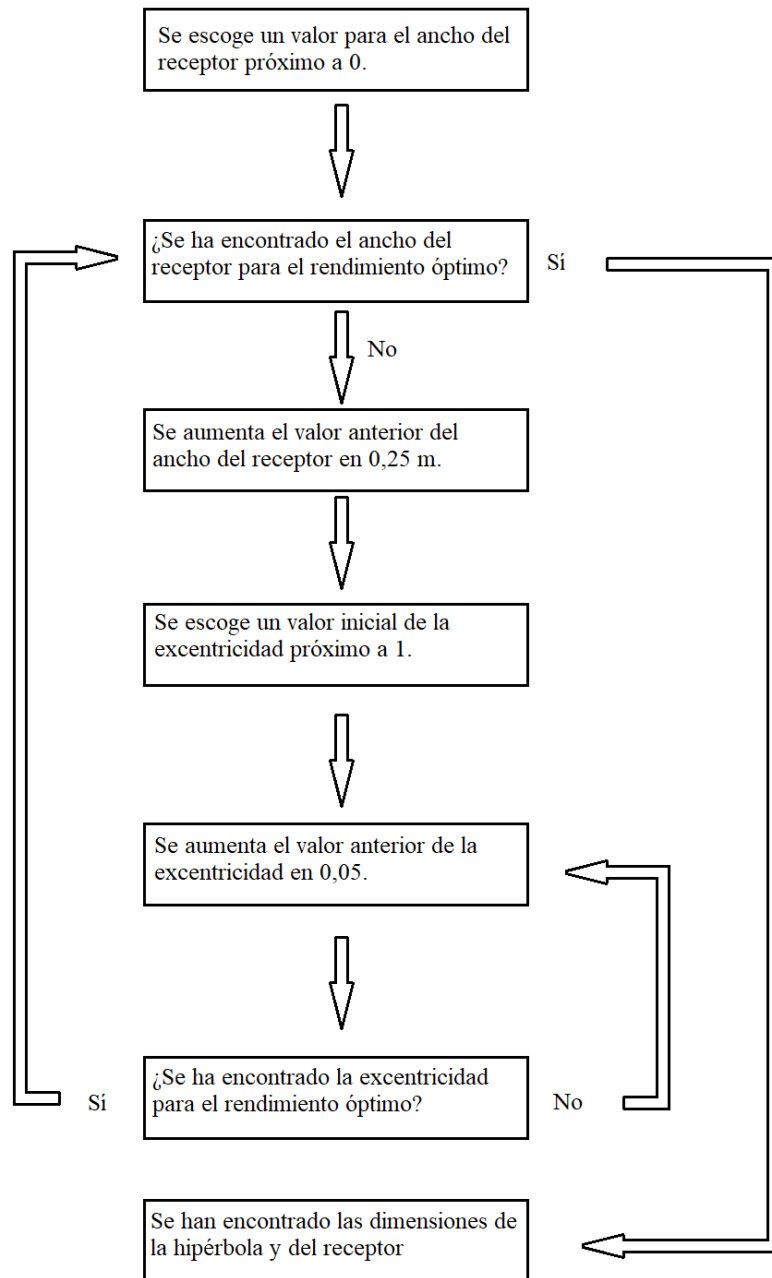 Se escoge un valor para el ancho del
receptor próximo a 0.
¿Se ha encontrado el ancho del
receptor para el rendimiento óptimo?
Sí
No
Se aumenta el valor anterior del
ancho del receptor en 0,25 m.
Se escoge un valor inicial de la
excentricidad próximo a 1.
Se aumenta el valor anterior de la
excentricidad en 0,05.
¿Se ha encontrado la excentricidad
para el rendimiento óptimo?
Sí
No
Se han encontrado las dimensiones de
la hipérbola y del receptor